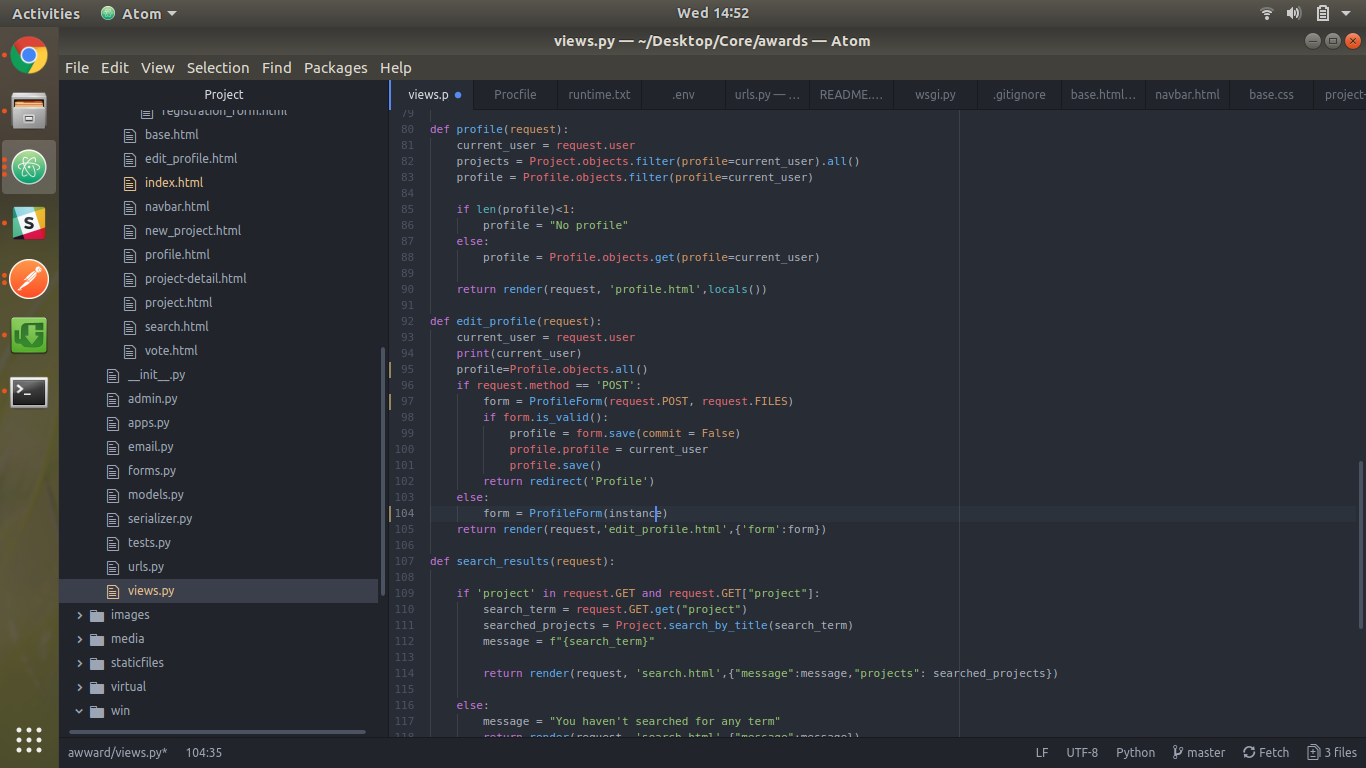 Activities Atom Wed 14:52
views.py — ~/Desktop/Core/awards — Atom
File Edit View Selection Find Packages Help
Project
views.p Procfile runtime.txt .env urls.py — … README.… wsgi.py .gitignore base.html… navbar.html base.css project-
registration_form.html
base.html
edit_profile.html
index.html
navbar.html
new_project.html
profile.html
project-detail.html
project.html
search.html
vote.html
__init__.py
admin.py
apps.py
email.py
forms.py
models.py
serializer.py
tests.py
urls.py
views.py
images
media
staticfiles
virtual
win
79
80 def profile(request):
81 current_user = request.user
82 projects = Project.objects.filter(profile=current_user).all()
83 profile = Profile.objects.filter(profile=current_user)
84
85 if len(profile)<1:
86 profile = "No profile"
87 else:
88 profile = Profile.objects.get(profile=current_user)
89
90 return render(request, 'profile.html',locals())
91
92 def edit_profile(request):
93 current_user = request.user
94 print(current_user)
95 profile=Profile.objects.all()
96 if request.method == 'POST':
97 form = ProfileForm(request.POST, request.FILES)
98 if form.is_valid():
99 profile = form.save(commit = False)
100 profile.profile = current_user
101 profile.save()
102 return redirect('Profile')
103 else:
104 form = ProfileForm(instance)
105 return render(request,'edit_profile.html',{'form':form})
106
107 def search_results(request):
108
109 if 'project' in request.GET and request.GET["project"]:
110 search_term = request.GET.get("project")
111 searched_projects = Project.search_by_title(search_term)
112 message = f"{search_term}"
113
114 return render(request, 'search.html',{"message":message,"projects": searched_projects})
115
116 else:
117 message = "You haven't searched for any term"
118 return render(request, 'search.html',{"message":message})
awward/views.py* 104:35 LF UTF-8 Python master Fetch 3 files